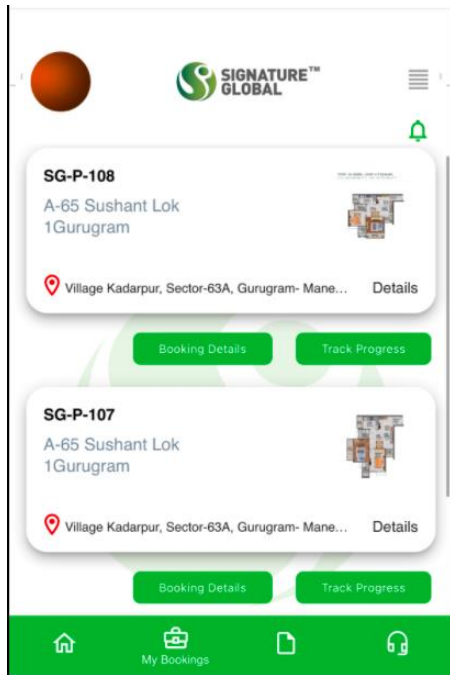 SIGNATURE™
GLOBAL
SG-P-108
A-65 Sushant Lok
1Gurugram
Village Kadarpur, Sector-63A, Gurugram- Mane... Details
Booking Details Track Progress
SG-P-107
A-65 Sushant Lok
1Gurugram
Village Kadarpur, Sector-63A, Gurugram- Mane... Details
Booking Details Track Progress
My Bookings